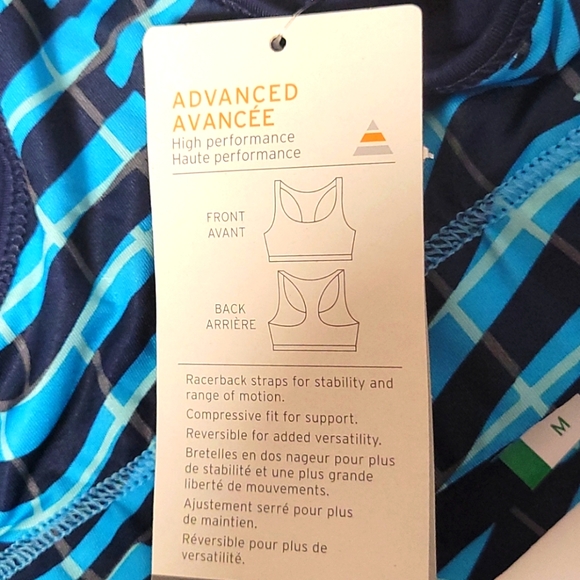 ADVANCED
AVANCÉE
High performance
Haute performance
FRONT
AVANT
BACK
ARRIÈRE
Racerback straps for stability and
range of motion.
Compressive fit for support.
Reversible for added versatility.
Bretelles en dos nageur pour plus
de stabilité et une plus grande
liberté de mouvements.
Ajustement serré pour plus
de maintien.
Réversible pour plus de
versatilité.
M